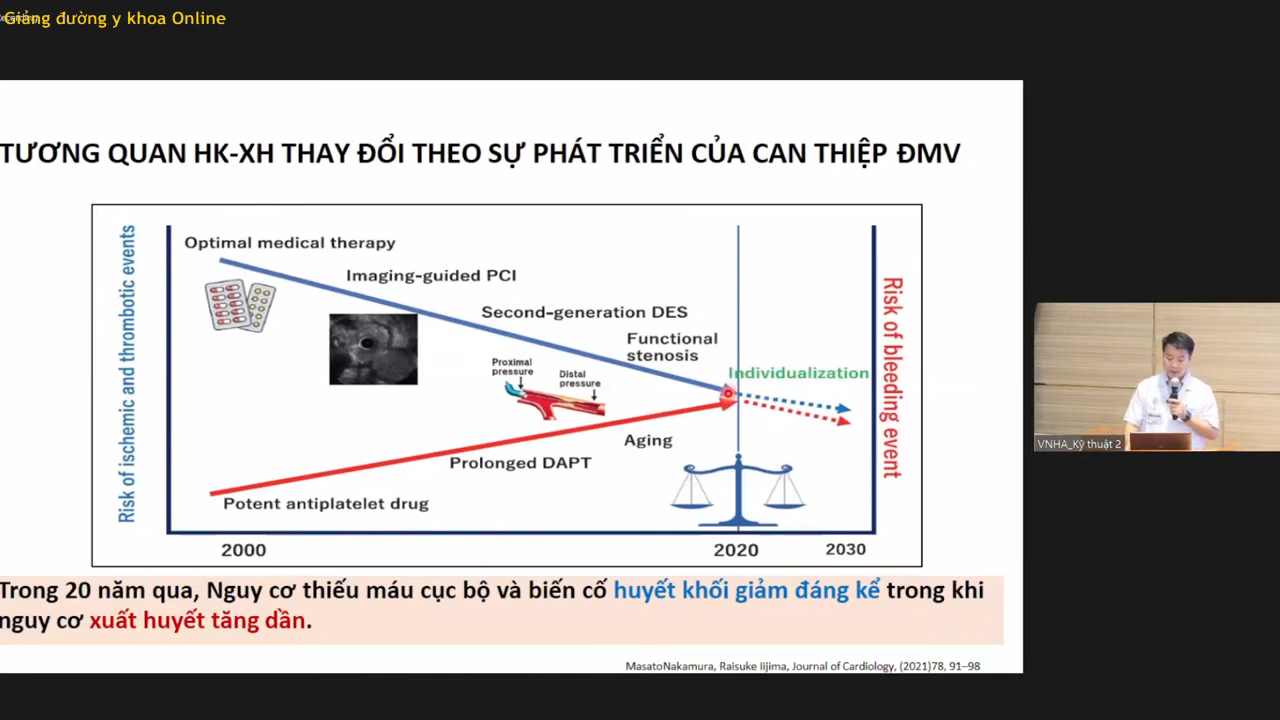 Giảng đường y khoa Online
TƯƠNG QUAN HK-XH THAY ĐỔI THEO SỰ PHÁT TRIỂN CỦA CAN THIỆP ĐMV
Risk of ischemic and thrombotic events
Optimal medical therapy
Imaging-guided PCI
Second-generation DES
Functional
stenosis
Proximal
pressure
Distal
pressure
Individualization
Risk of bleeding event
Aging
Prolonged DAPT
Potent antiplatelet drug
2000
2020
2030
Trong 20 năm qua, Nguy cơ thiếu máu cục bộ và biến cố huyết khối giảm đáng kể trong khi
nguy cơ xuất huyết tăng dần.
MasatoNakamura, Raisuke Iijima, Journal of Cardiology, (2021)78, 91–98
VNHA_Kỹ thuật 2